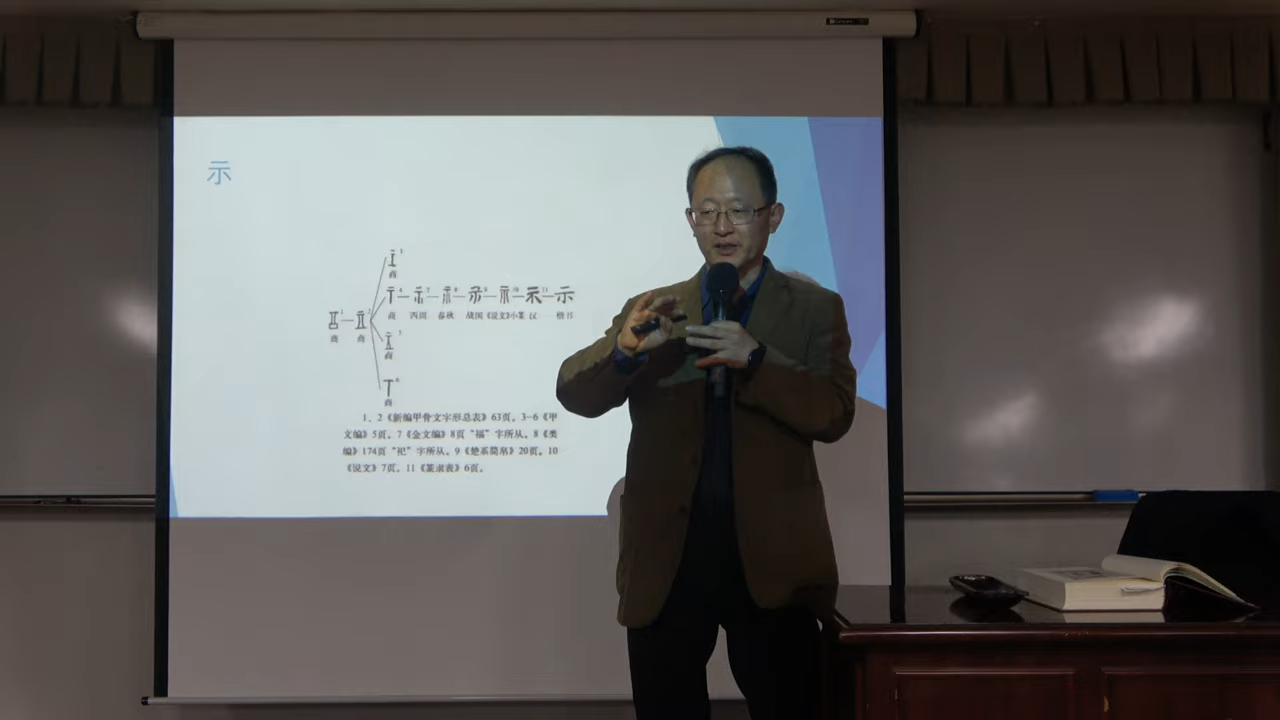 示
商
商 西周 春秋 战国 《说文》小篆 汉 楷书
商 商
商
商
1、2《新编甲骨文字形总表》63页。3-6《甲
文编》5页。7《金文编》8页“福”字所从。8《类
编》174页“祀”字所从。9《楚系简帛》20页。10
《说文》7页。11《篆隶表》6页。